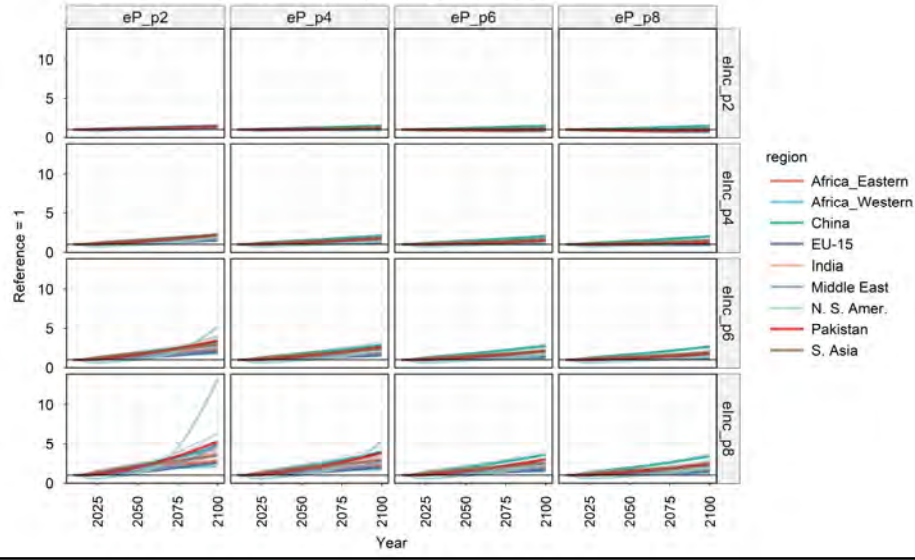 eP_p2 eP_p4 eP_p6 eP_p8
10
5
0
eInc_p2
10
5
0
eInc_p4
10
5
0
eInc_p6
10
5
0
eInc_p8
Reference = 1
2025 2050 2075 2100 2025 2050 2075 2100 2025 2050 2075 2100 2025 2050 2075 2100
Year
region
Africa_Eastern
Africa_Western
China
EU-15
India
Middle East
N. S. Amer.
Pakistan
S. Asia